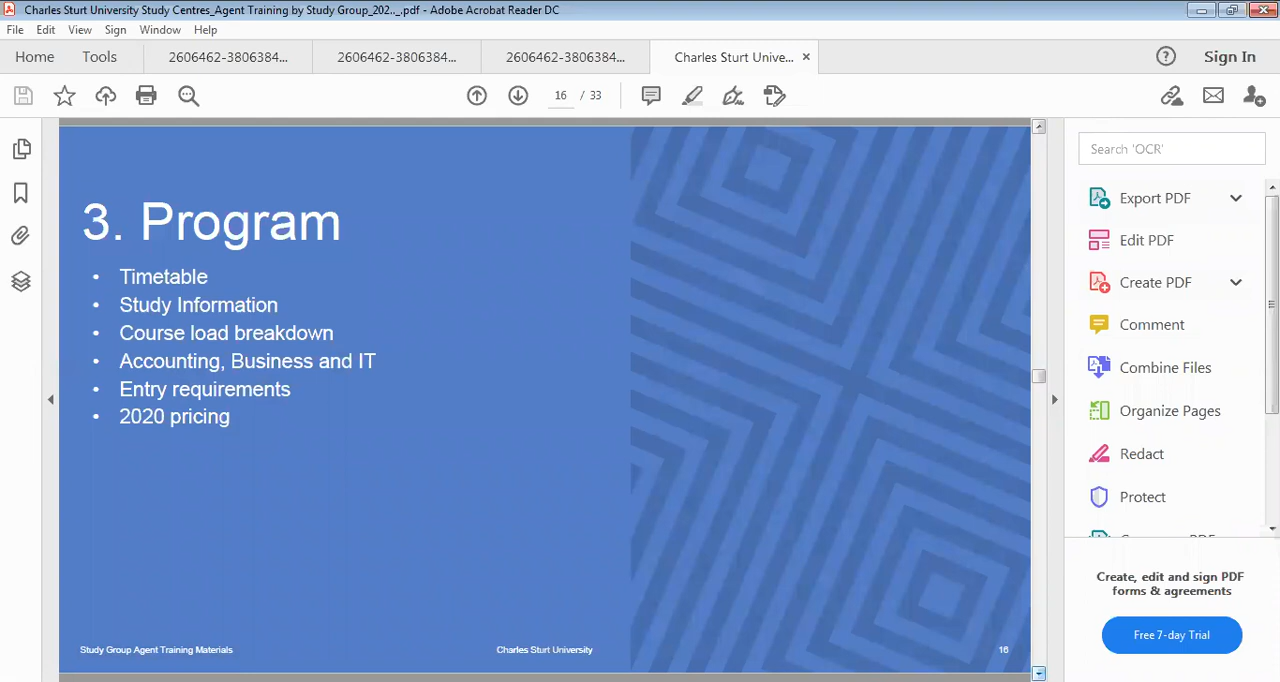 Charles Sturt University Study Centres_Agent Training by Study Group_202.._.pdf - Adobe Acrobat Reader DC
File Edit View Sign Window Help
Home Tools 2606462-3806384... 2606462-3806384... 2606462-3806384... Charles Sturt Unive... × Sign In
16 / 33
Search 'OCR'
3. Program
• Timetable
• Study Information
• Course load breakdown
• Accounting, Business and IT
• Entry requirements
• 2020 pricing
Study Group Agent Training Materials Charles Sturt University 16
Export PDF
Edit PDF
Create PDF
Comment
Combine Files
Organize Pages
Redact
Protect
Create, edit and sign PDF
forms & agreements
Free 7-day Trial